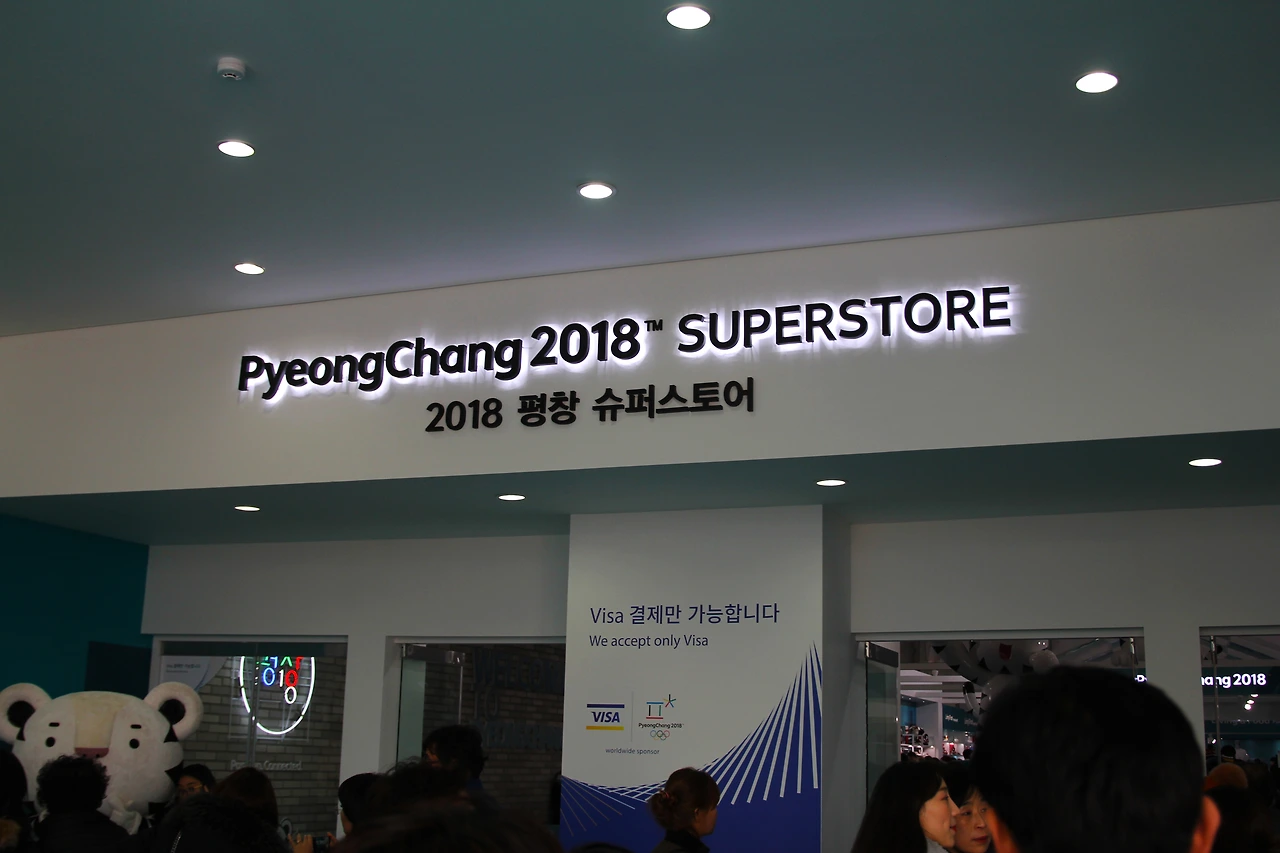 PyeongChang 2018™ SUPERSTORE
2018 평창 슈퍼스토어
Visa 결제만 가능합니다
We accept only Visa
VISA
PyeongChang 2018
worldwide sponsor
ang 2018